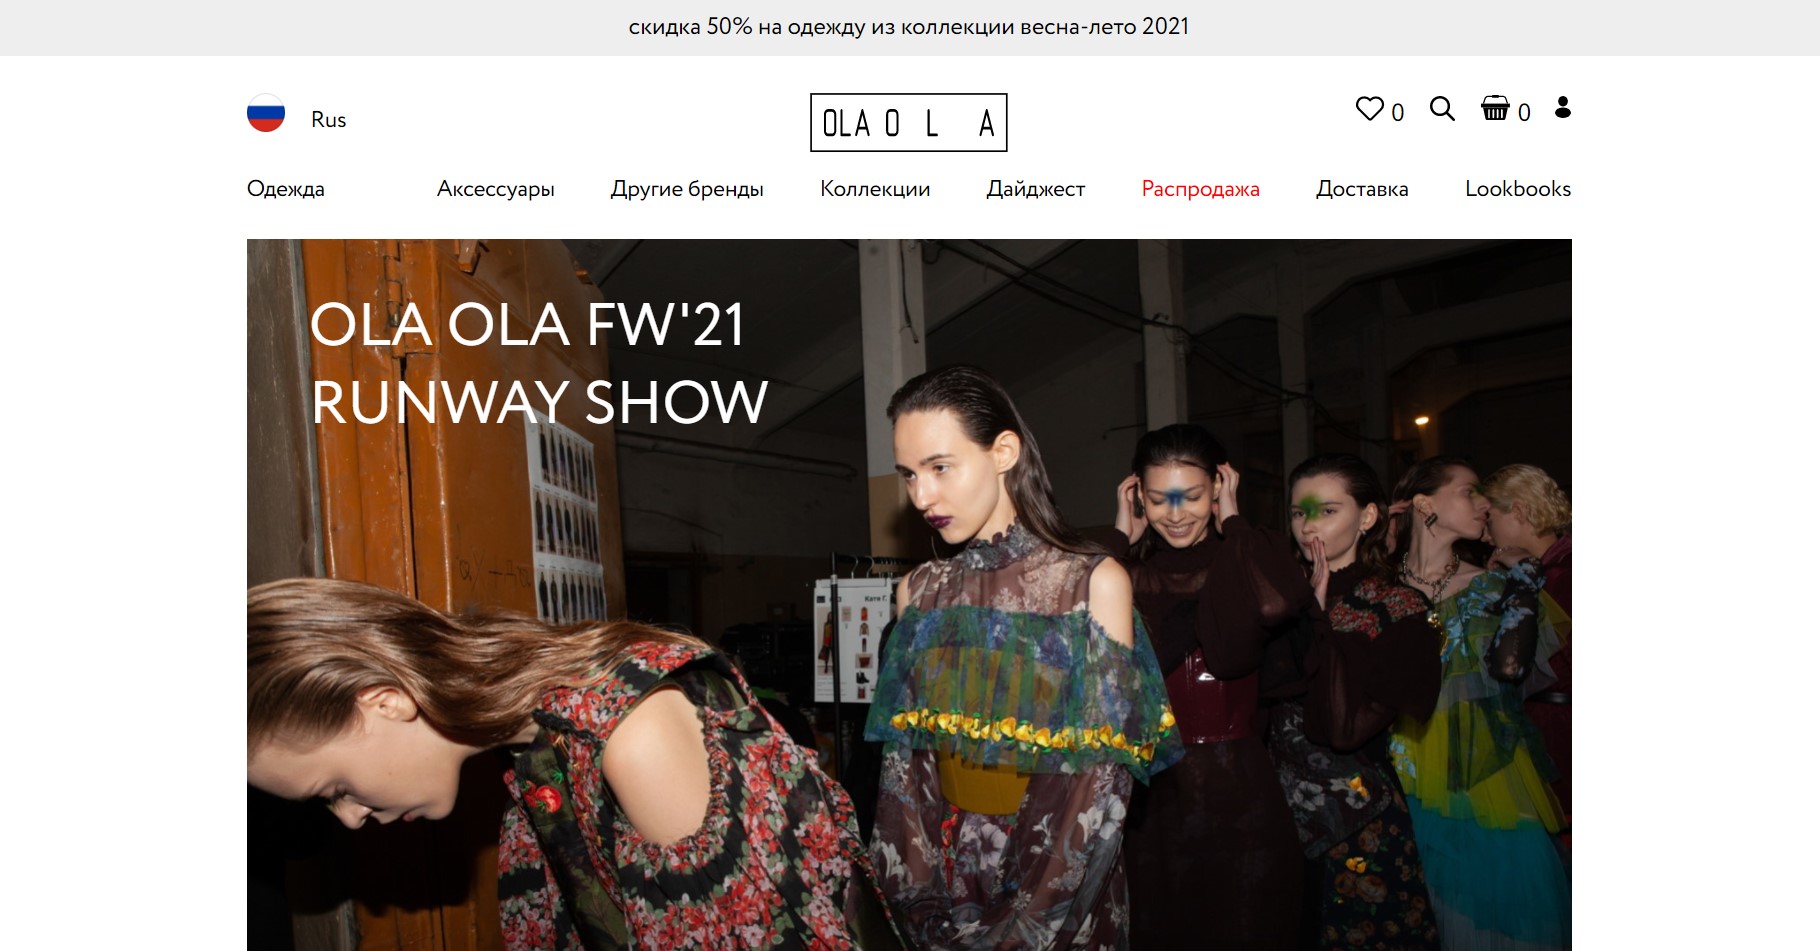 скидка 50% на одежду из коллекции весна-лето 2021
Rus
OLA O L A
0
0
Одежда
Аксессуары
Другие бренды
Коллекции
Дайджест
Распродажа
Доставка
Lookbooks
OLA OLA FW'21
RUNWAY SHOW
Катя Г.